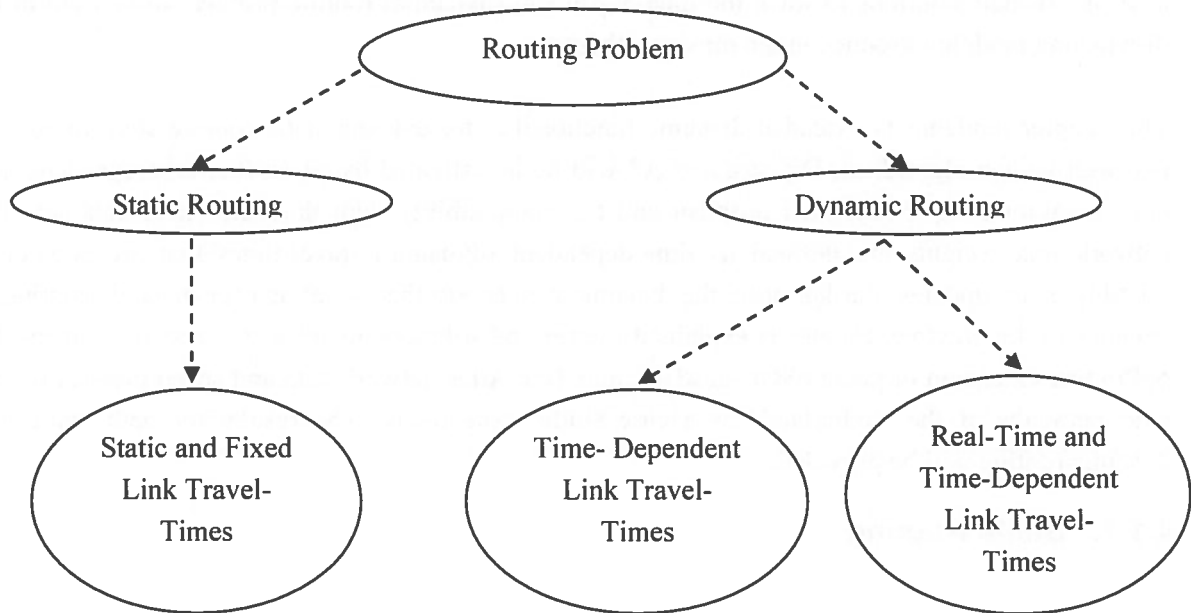 Routing Problem
Static Routing
Dynamic Routing
Static and Fixed
Link Travel-
Times
Time- Dependent
Link Travel-
Times
Real-Time and
Time-Dependent
Link Travel-
Times